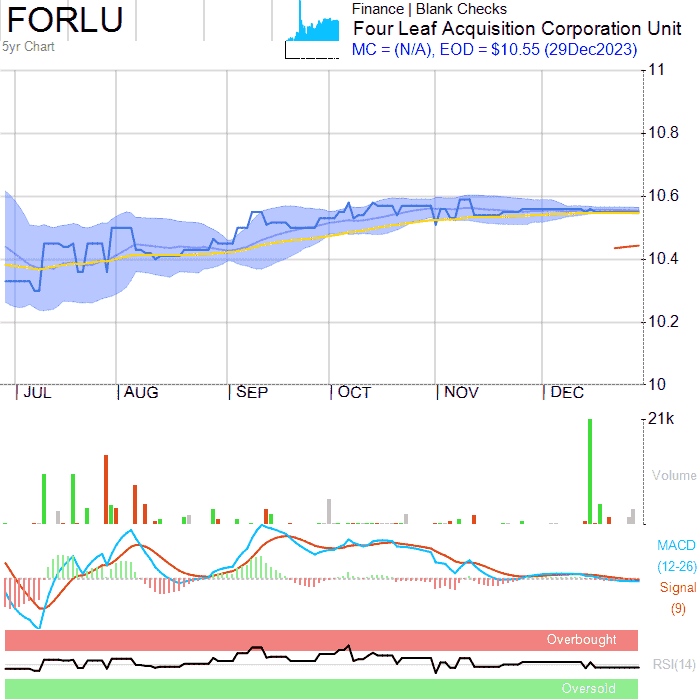 FORLU
5yr Chart
Finance | Blank Checks
Four Leaf Acquisition Corporation Unit
MC = (N/A), EOD = $10.55 (29Dec2023)
11
10.8
10.6
10.4
10.2
10
JUL AUG SEP OCT NOV DEC
21k
Volume
MACD
(12-26)
Signal
(9)
Overbought
RSI(14)
Oversold